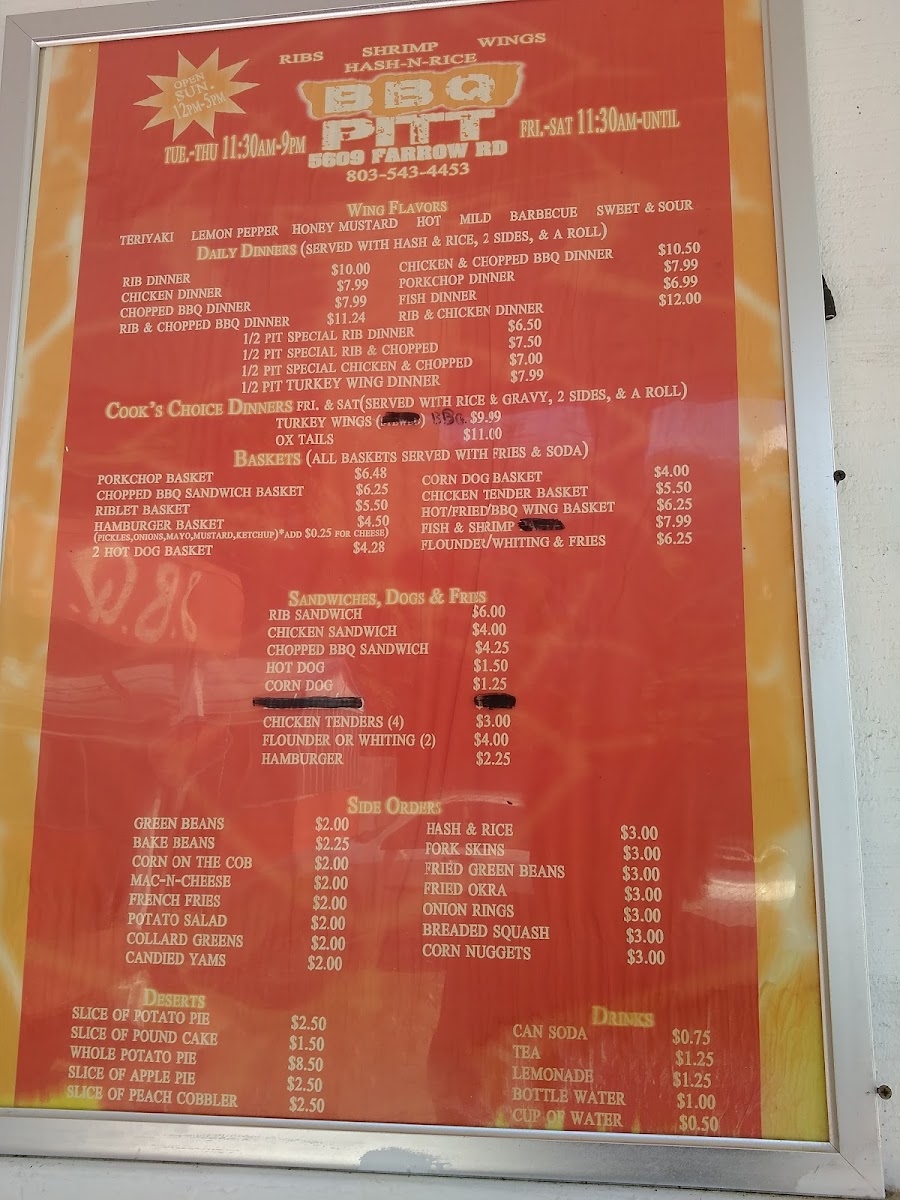 RIBS SHRIMP WINGS
HASH-N-RICE
OPEN
SUN.
12PM-5PM
BBQ
PITT
TUE.-THU 11:30AM-9PM
FRI.-SAT 11:30AM-UNTIL
5609 FARROW RD
803-543-4453
WING FLAVORS
TERIYAKI LEMON PEPPER HONEY MUSTARD HOT MILD BARBECUE SWEET & SOUR
DAILY DINNERS (SERVED WITH HASH & RICE, 2 SIDES, & A ROLL)
RIB DINNER $10.00
CHICKEN DINNER $7.99
CHOPPED BBQ DINNER $7.99
RIB & CHOPPED BBQ DINNER $11.24
CHICKEN & CHOPPED BBQ DINNER $10.50
PORKCHOP DINNER $7.99
FISH DINNER $6.99
RIB & CHICKEN DINNER $12.00
1/2 PIT SPECIAL RIB DINNER $6.50
1/2 PIT SPECIAL RIB & CHOPPED $7.50
1/2 PIT SPECIAL CHICKEN & CHOPPED $7.00
1/2 PIT TURKEY WING DINNER $7.99
COOK'S CHOICE DINNERS FRI. & SAT(SERVED WITH RICE & GRAVY, 2 SIDES, & A ROLL)
TURKEY WINGS ( ) BBQ $9.99
OX TAILS $11.00
BASKETS (ALL BASKETS SERVED WITH FRIES & SODA)
PORKCHOP BASKET $6.48
CHOPPED BBQ SANDWICH BASKET $6.25
RIBLET BASKET $5.50
HAMBURGER BASKET $4.50
(PICKLES,ONIONS,MAYO,MUSTARD,KETCHUP)*ADD $0.25 FOR CHEESE)
2 HOT DOG BASKET $4.28
CORN DOG BASKET $4.00
CHICKEN TENDER BASKET $5.50
HOT/FRIED/BBQ WING BASKET $6.25
FISH & SHRIMP $7.99
FLOUNDER/WHITING & FRIES $6.25
SANDWICHES, DOGS & FRIES
RIB SANDWICH $6.00
CHICKEN SANDWICH $4.00
CHOPPED BBQ SANDWICH $4.25
HOT DOG $1.50
CORN DOG $1.25
CHICKEN TENDERS (4) $3.00
FLOUNDER OR WHITING (2) $4.00
HAMBURGER $2.25
SIDE ORDERS
GREEN BEANS $2.00
BAKE BEANS $2.25
CORN ON THE COB $2.00
MAC-N-CHEESE $2.00
FRENCH FRIES $2.00
POTATO SALAD $2.00
COLLARD GREENS $2.00
CANDIED YAMS $2.00
HASH & RICE $3.00
PORK SKINS $3.00
FRIED GREEN BEANS $3.00
FRIED OKRA $3.00
ONION RINGS $3.00
BREADED SQUASH $3.00
CORN NUGGETS $3.00
DESERTS
SLICE OF POTATO PIE $2.50
SLICE OF POUND CAKE $1.50
WHOLE POTATO PIE $8.50
SLICE OF APPLE PIE $2.50
SLICE OF PEACH COBBLER $2.50
DRINKS
CAN SODA $0.75
TEA $1.25
LEMONADE $1.25
BOTTLE WATER $1.00
CUP OF WATER $0.50